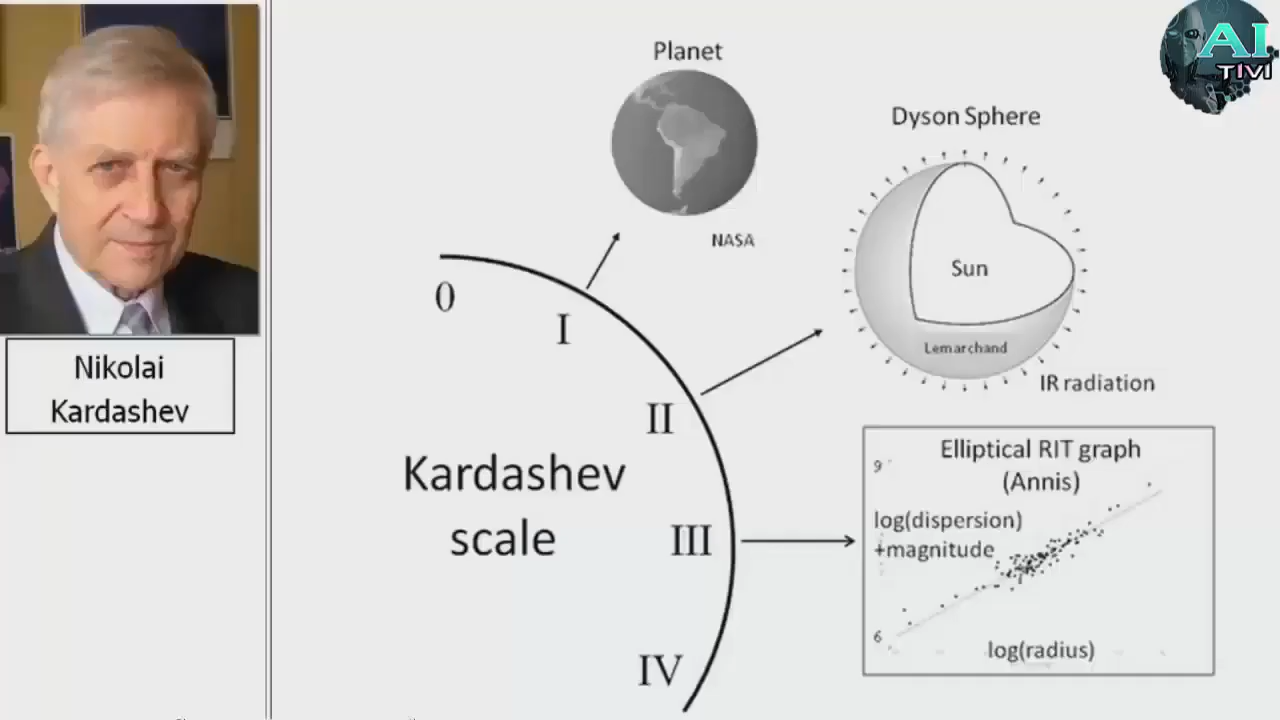 AI
TIVI
Nikolai
Kardashev
Planet
NASA
Dyson Sphere
Sun
Lemarchand
IR radiation
0
I
II
III
IV
Kardashev
scale
Elliptical RIT graph
(Annis)
9
log(dispersion)
+magnitude
6
log(radius)